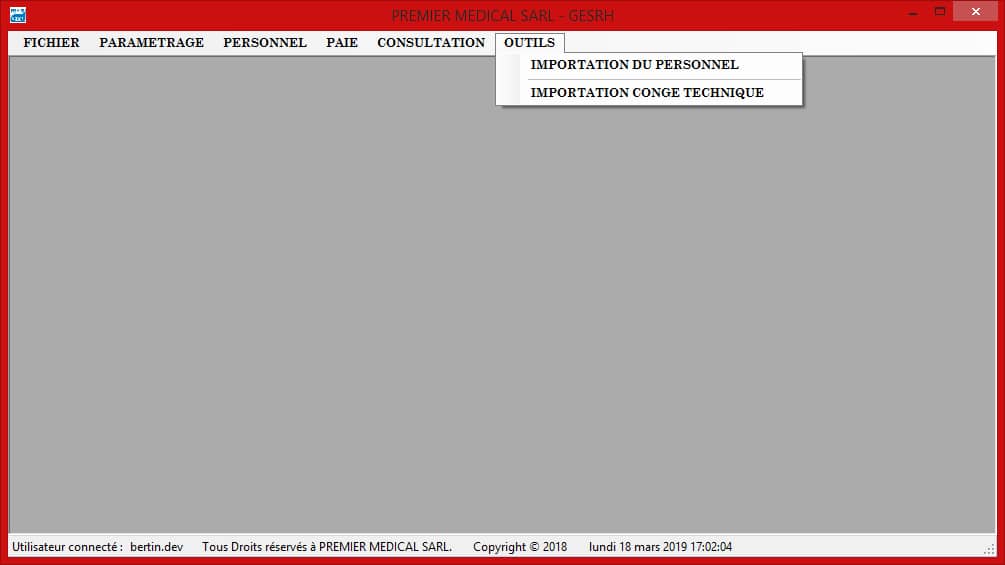 PREMIER MEDICAL SARL - GESRH
FICHIER PARAMETRAGE PERSONNEL PAIE CONSULTATION OUTILS
IMPORTATION DU PERSONNEL
IMPORTATION CONGE TECHNIQUE
Utilisateur connecté : bertin.dev Tous Droits réservés à PREMIER MEDICAL SARL. Copyright © 2018 lundi 18 mars 2019 17:02:04